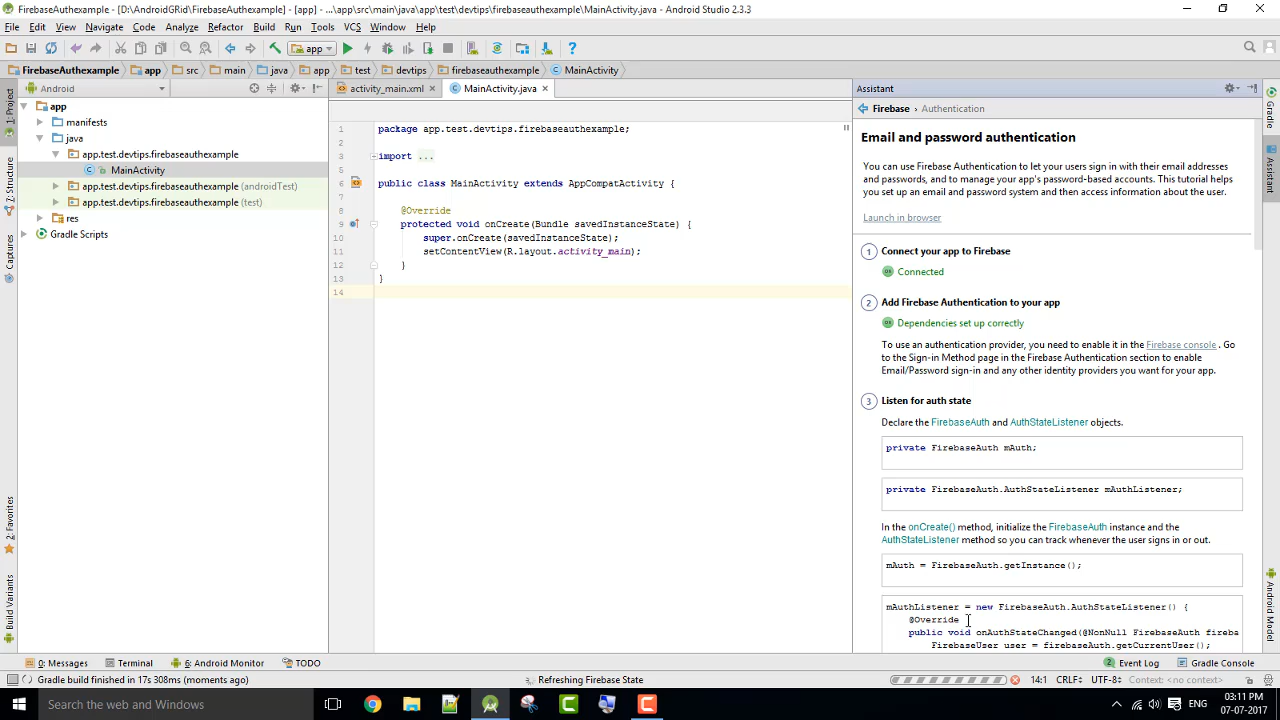 FirebaseAuthexample - [D:\AndroidGRid\FirebaseAuthexample] - [app] - ...\app\src\main\java\app\test\devtips\firebaseauthexample\MainActivity.java - Android Studio 2.3.3
File Edit View Navigate Code Analyze Refactor Build Run Tools VCS Window Help
app
FirebaseAuthexample app src main java app test devtips firebaseauthexample MainActivity
1: Project
7: Structure
Captures
2: Favorites
Build Variants
Android
app
manifests
java
app.test.devtips.firebaseauthexample
MainActivity
app.test.devtips.firebaseauthexample (androidTest)
app.test.devtips.firebaseauthexample (test)
res
Gradle Scripts
activity_main.xml MainActivity.java
1 package app.test.devtips.firebaseauthexample;
2
3 import ...
5
6 public class MainActivity extends AppCompatActivity {
7
8 @Override
9 protected void onCreate(Bundle savedInstanceState) {
10 super.onCreate(savedInstanceState);
11 setContentView(R.layout.activity_main);
12 }
13 }
14
Assistant
Firebase › Authentication
Email and password authentication
You can use Firebase Authentication to let your users sign in with their email addresses
and passwords, and to manage your app's password-based accounts. This tutorial helps
you set up an email and password system and then access information about the user.
Launch in browser
1 Connect your app to Firebase
Connected
2 Add Firebase Authentication to your app
Dependencies set up correctly
To use an authentication provider, you need to enable it in the Firebase console . Go
to the Sign-in Method page in the Firebase Authentication section to enable
Email/Password sign-in and any other identity providers you want for your app.
3 Listen for auth state
Declare the FirebaseAuth and AuthStateListener objects.
private FirebaseAuth mAuth;
private FirebaseAuth.AuthStateListener mAuthListener;
In the onCreate() method, initialize the FirebaseAuth instance and the
AuthStateListener method so you can track whenever the user signs in or out.
mAuth = FirebaseAuth.getInstance();
mAuthListener = new FirebaseAuth.AuthStateListener() {
@Override
public void onAuthStateChanged(@NonNull FirebaseAuth fireba
FirebaseUser user = firebaseAuth.getCurrentUser();
Gradle
Assistant
Android Model
0: Messages Terminal 6: Android Monitor TODO Event Log Gradle Console
Gradle build finished in 17s 308ms (moments ago) Refreshing Firebase State 14:1 CRLF÷ UTF-8÷ Context: <no context>
Search the web and Windows
ENG
03:11 PM
07-07-2017